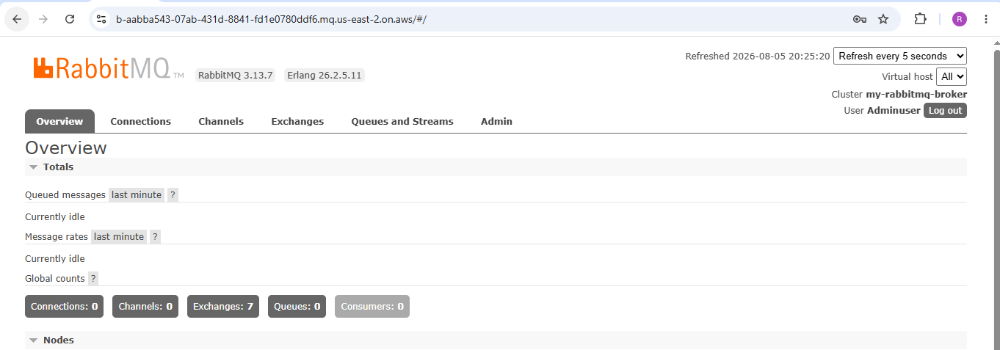 b-aabba543-07ab-431d-8841-fd1e0780ddf6.mq.us-east-2.on.aws/#/
R
Refreshed 2026-08-05 20:25:20 Refresh every 5 seconds
RabbitMQ TM RabbitMQ 3.13.7 Erlang 26.2.5.11
Virtual host All
Cluster my-rabbitmq-broker
User Adminuser Log out
Overview Connections Channels Exchanges Queues and Streams Admin
Overview
Totals
Queued messages last minute ?
Currently idle
Message rates last minute ?
Currently idle
Global counts ?
Connections: 0 Channels: 0 Exchanges: 7 Queues: 0 Consumers: 0
Nodes